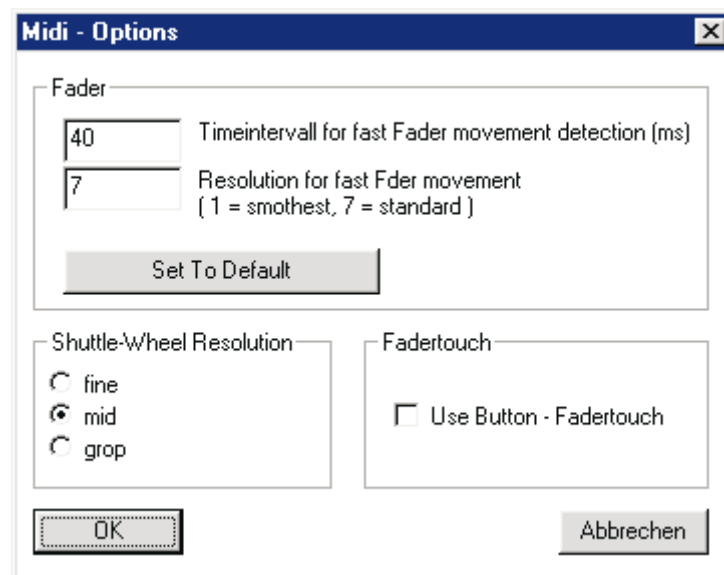 Midi - Options
Fader
40
Timeintervall for fast Fader movement detection (ms)
7
Resolution for fast Fder movement
( 1 = smothest, 7 = standard )
Set To Default
Shuttle-Wheel Resolution
fine
mid
grop
Fadertouch
Use Button - Fadertouch
OK
Abbrechen